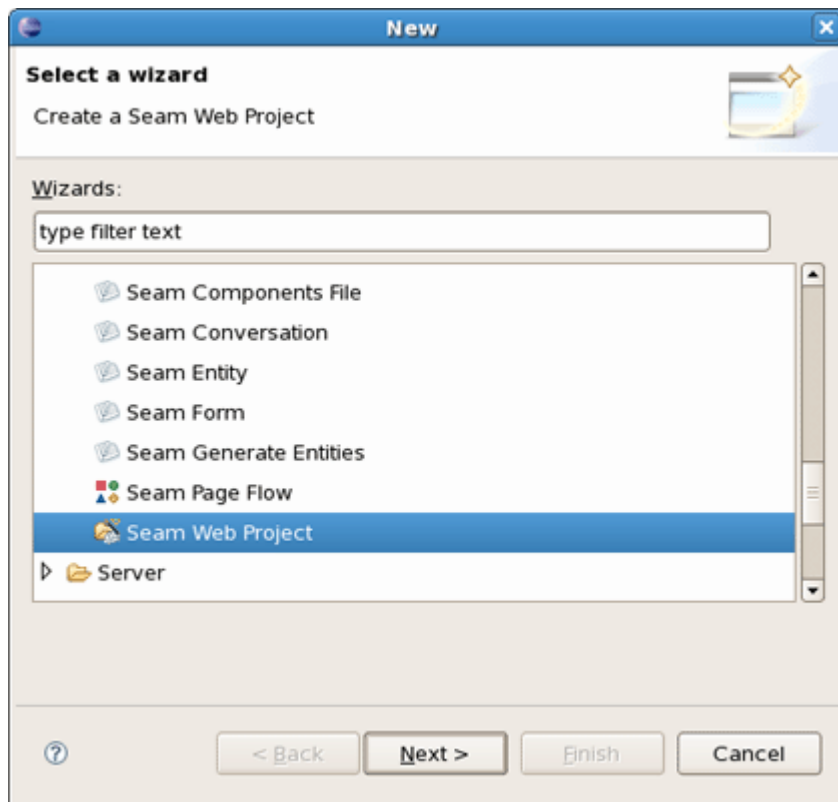 New
Select a wizard
Create a Seam Web Project
Wizards:
type filter text
Seam Components File
Seam Conversation
Seam Entity
Seam Form
Seam Generate Entities
Seam Page Flow
Seam Web Project
Server
< Back Next > Finish Cancel